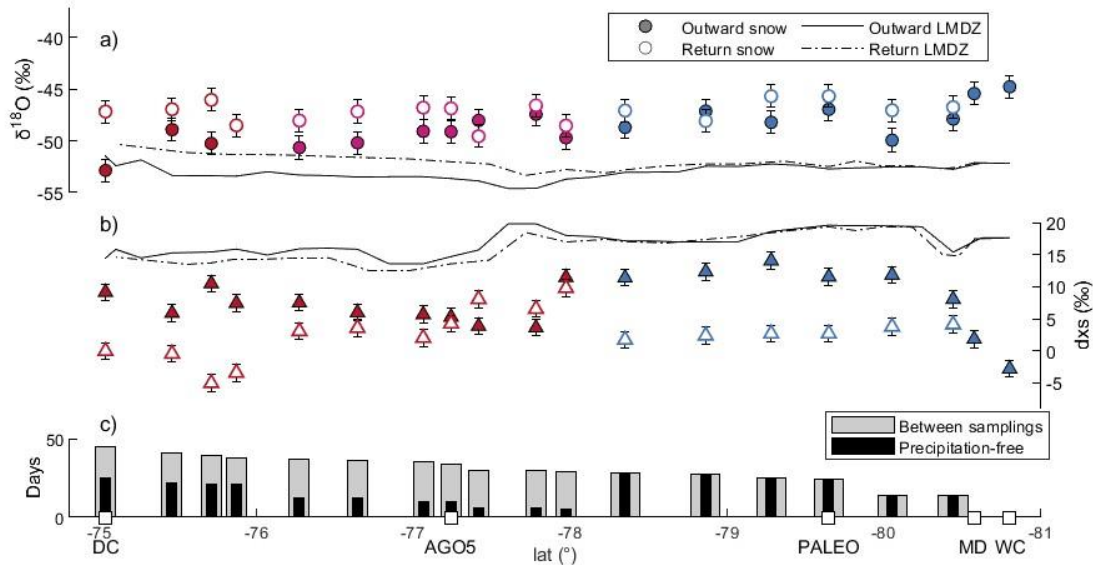 a)
Outward snow
Outward LMDZ
Return snow
Return LMDZ
-40
-45
-50
-55
δ¹⁸O (‰)
b)
20
15
10
5
0
-5
dxs (‰)
c)
Between samplings
Precipitation-free
50
0
Days
-75 -76 -77 -78 -79 -80 -81
DC AGO5 lat (°) PALEO MD WC